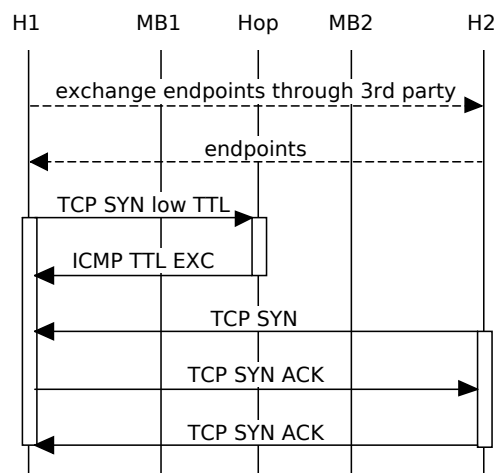 H1 MB1 Hop MB2 H2
exchange endpoints through 3rd party
endpoints
TCP SYN low TTL
ICMP TTL EXC
TCP SYN
TCP SYN ACK
TCP SYN ACK